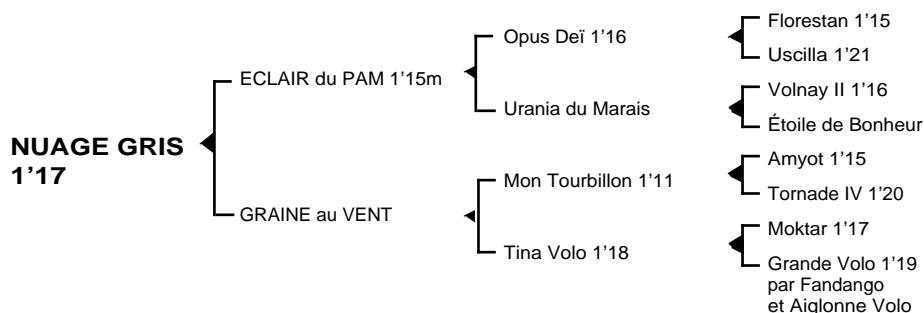 NUAGE GRIS
1’17
ECLAIR du PAM 1’15m
GRAINE au VENT
Opus Deï 1’16
Urania du Marais
Mon Tourbillon 1’11
Tina Volo 1’18
Florestan 1’15
Uscilla 1’21
Volnay II 1’16
Étoile de Bonheur
Amyot 1’15
Tornade IV 1’20
Moktar 1’17
Grande Volo 1’19
par Fandango
et Aiglonne Volo